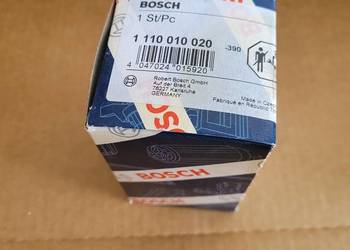 BOSCH
1 St/Pc
1 110 010 020
-390
4 047024 015920
Robert Bosch GmbH
Auf der Breit 4
76227 Karlsruhe
GERMANY
Made in
Fabriqué en
BOSCH
BOSCH